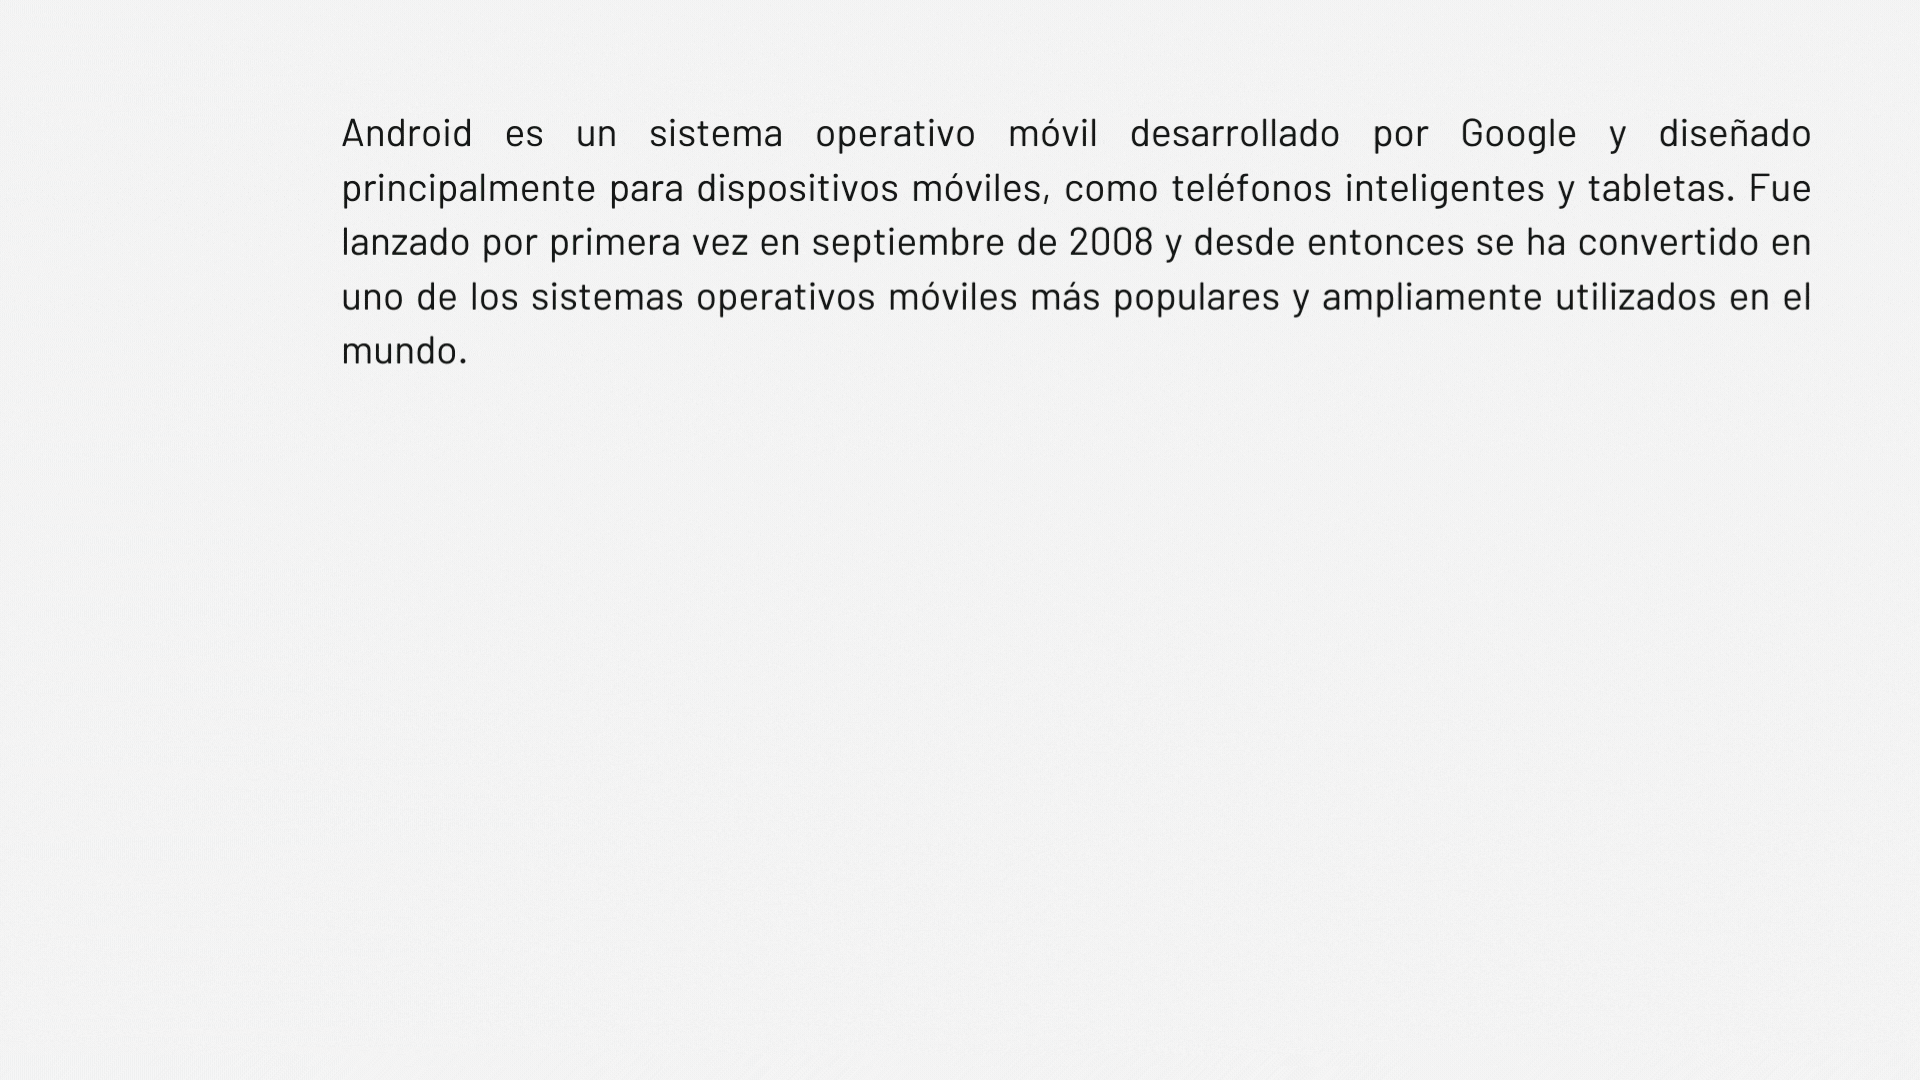 Android es un sistema operativo móvil desarrollado por Google y diseñado
principalmente para dispositivos móviles, como teléfonos inteligentes y tabletas. Fue
lanzado por primera vez en septiembre de 2008 y desde entonces se ha convertido en
uno de los sistemas operativos móviles más populares y ampliamente utilizados en el
mundo.